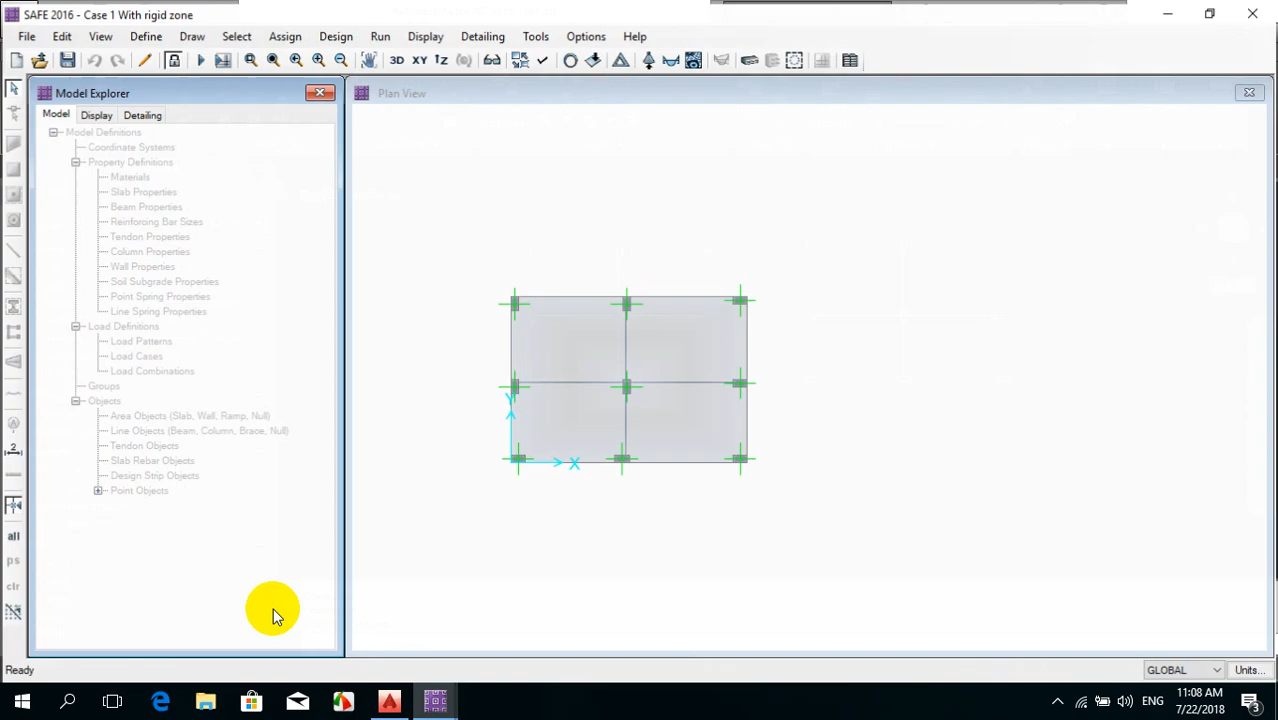 SAFE 2016 - Case 1 With rigid zone
File Edit View Define Draw Select Assign Design Run Display Detailing Tools Options Help
3D XY
Model Explorer
Plan View
Model Display Detailing
Model Definitions
Coordinate Systems
Property Definitions
Materials
Slab Properties
Beam Properties
Reinforcing Bar Sizes
Tendon Properties
Column Properties
Wall Properties
Soil Subgrade Properties
Point Spring Properties
Line Spring Properties
Load Definitions
Load Patterns
Load Cases
Load Combinations
Groups
Objects
Area Objects (Slab, Wall, Ramp, Null)
Line Objects (Beam, Column, Brace, Null)
Tendon Objects
Slab Rebar Objects
Design Strip Objects
Point Objects
Y
X
2
all
ps
clr
Ready
GLOBAL
Units...
ENG
11:08 AM
7/22/2018
3